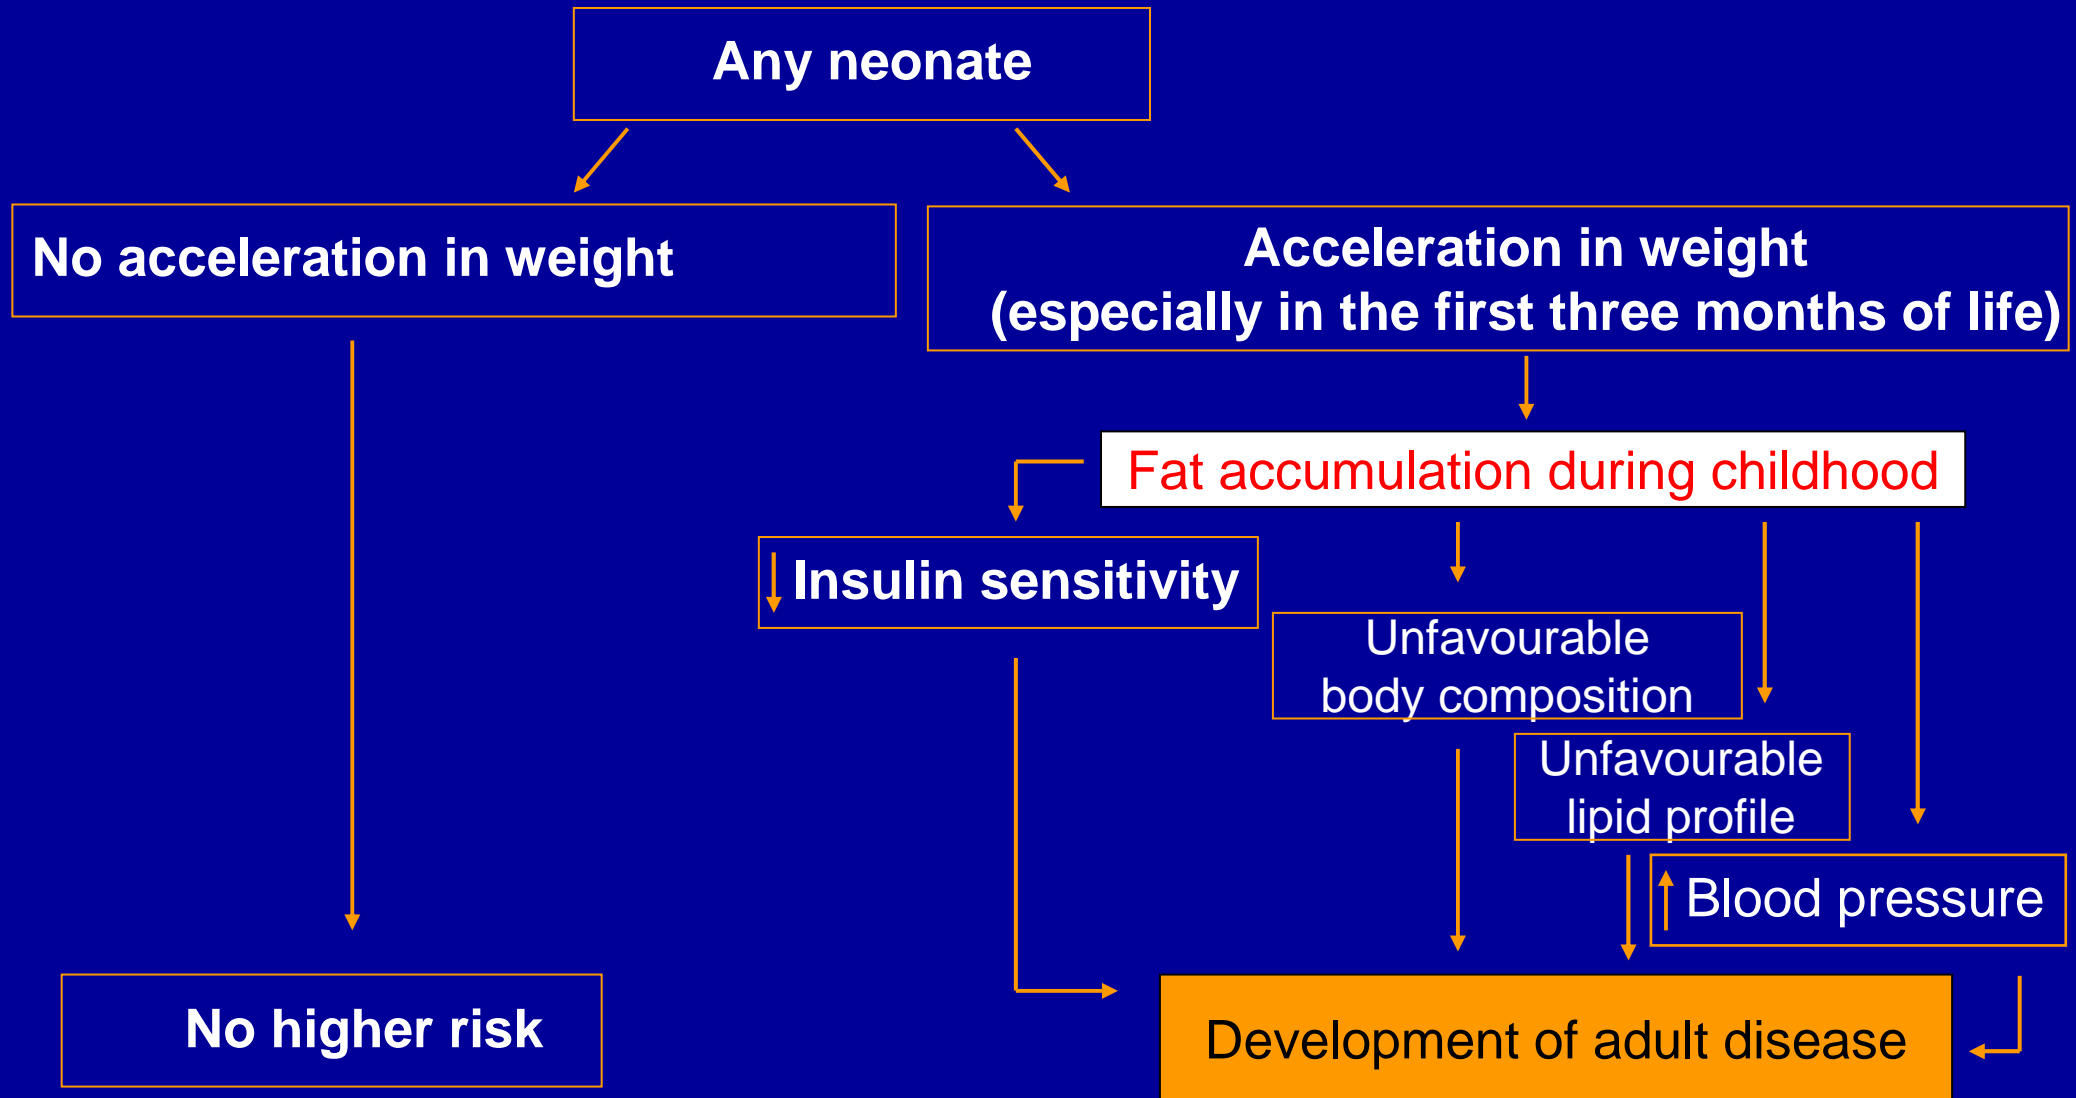 Any neonate
No acceleration in weight
Acceleration in weight
(especially in the first three months of life)
Fat accumulation during childhood
Insulin sensitivity
Unfavourable
body composition
Unfavourable
lipid profile
Blood pressure
No higher risk
Development of adult disease